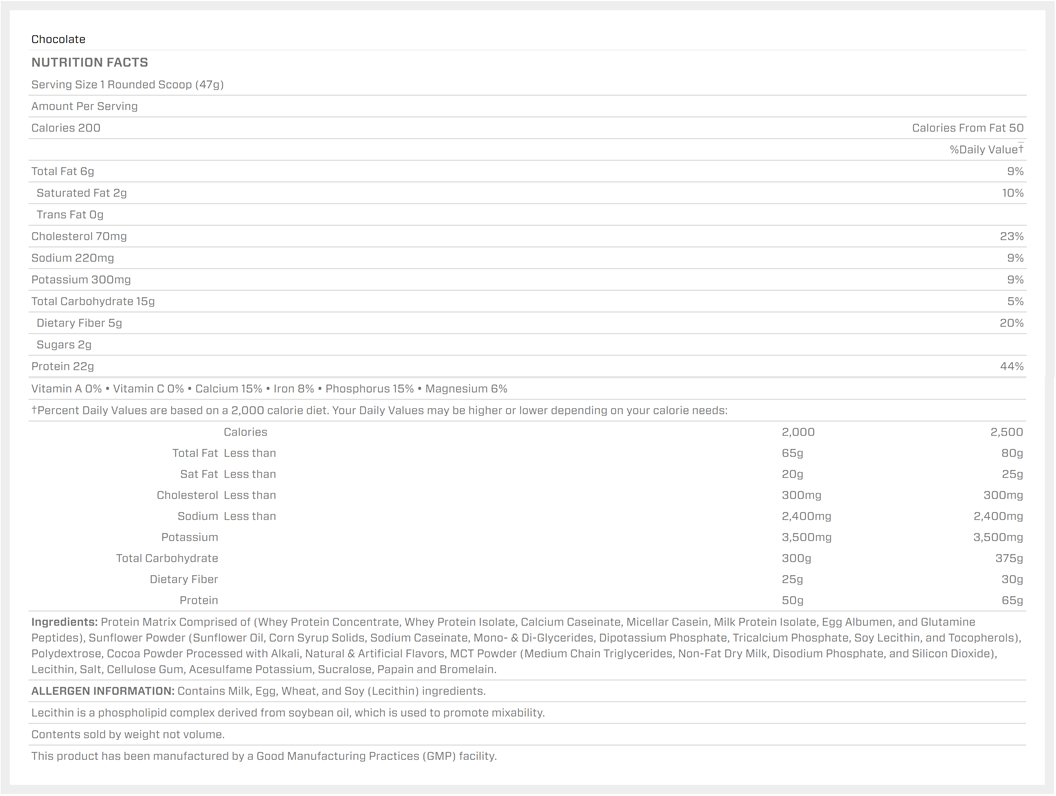 Chocolate
NUTRITION FACTS
Serving Size 1 Rounded Scoop (47g)
Amount Per Serving
Calories 200 Calories From Fat 50
%Daily Value†
Total Fat 6g 9%
Saturated Fat 2g 10%
Trans Fat 0g
Cholesterol 70mg 23%
Sodium 220mg 9%
Potassium 300mg 9%
Total Carbohydrate 15g 5%
Dietary Fiber 5g 20%
Sugars 2g
Protein 22g 44%
Vitamin A 0% • Vitamin C 0% • Calcium 15% • Iron 8% • Phosphorus 15% • Magnesium 6%
†Percent Daily Values are based on a 2,000 calorie diet. Your Daily Values may be higher or lower depending on your calorie needs:
Calories 2,000 2,500
Total Fat Less than 65g 80g
Sat Fat Less than 20g 25g
Cholesterol Less than 300mg 300mg
Sodium Less than 2,400mg 2,400mg
Potassium 3,500mg 3,500mg
Total Carbohydrate 300g 375g
Dietary Fiber 25g 30g
Protein 50g 65g
Ingredients: Protein Matrix Comprised of (Whey Protein Concentrate, Whey Protein Isolate, Calcium Caseinate, Micellar Casein, Milk Protein Isolate, Egg Albumen, and Glutamine
Peptides), Sunflower Powder (Sunflower Oil, Corn Syrup Solids, Sodium Caseinate, Mono- & Di-Glycerides, Dipotassium Phosphate, Tricalcium Phosphate, Soy Lecithin, and Tocopherols),
Polydextrose, Cocoa Powder Processed with Alkali, Natural & Artificial Flavors, MCT Powder (Medium Chain Triglycerides, Non-Fat Dry Milk, Disodium Phosphate, and Silicon Dioxide),
Lecithin, Salt, Cellulose Gum, Acesulfame Potassium, Sucralose, Papain and Bromelain.
ALLERGEN INFORMATION: Contains Milk, Egg, Wheat, and Soy (Lecithin) ingredients.
Lecithin is a phospholipid complex derived from soybean oil, which is used to promote mixability.
Contents sold by weight not volume.
This product has been manufactured by a Good Manufacturing Practices (GMP) facility.